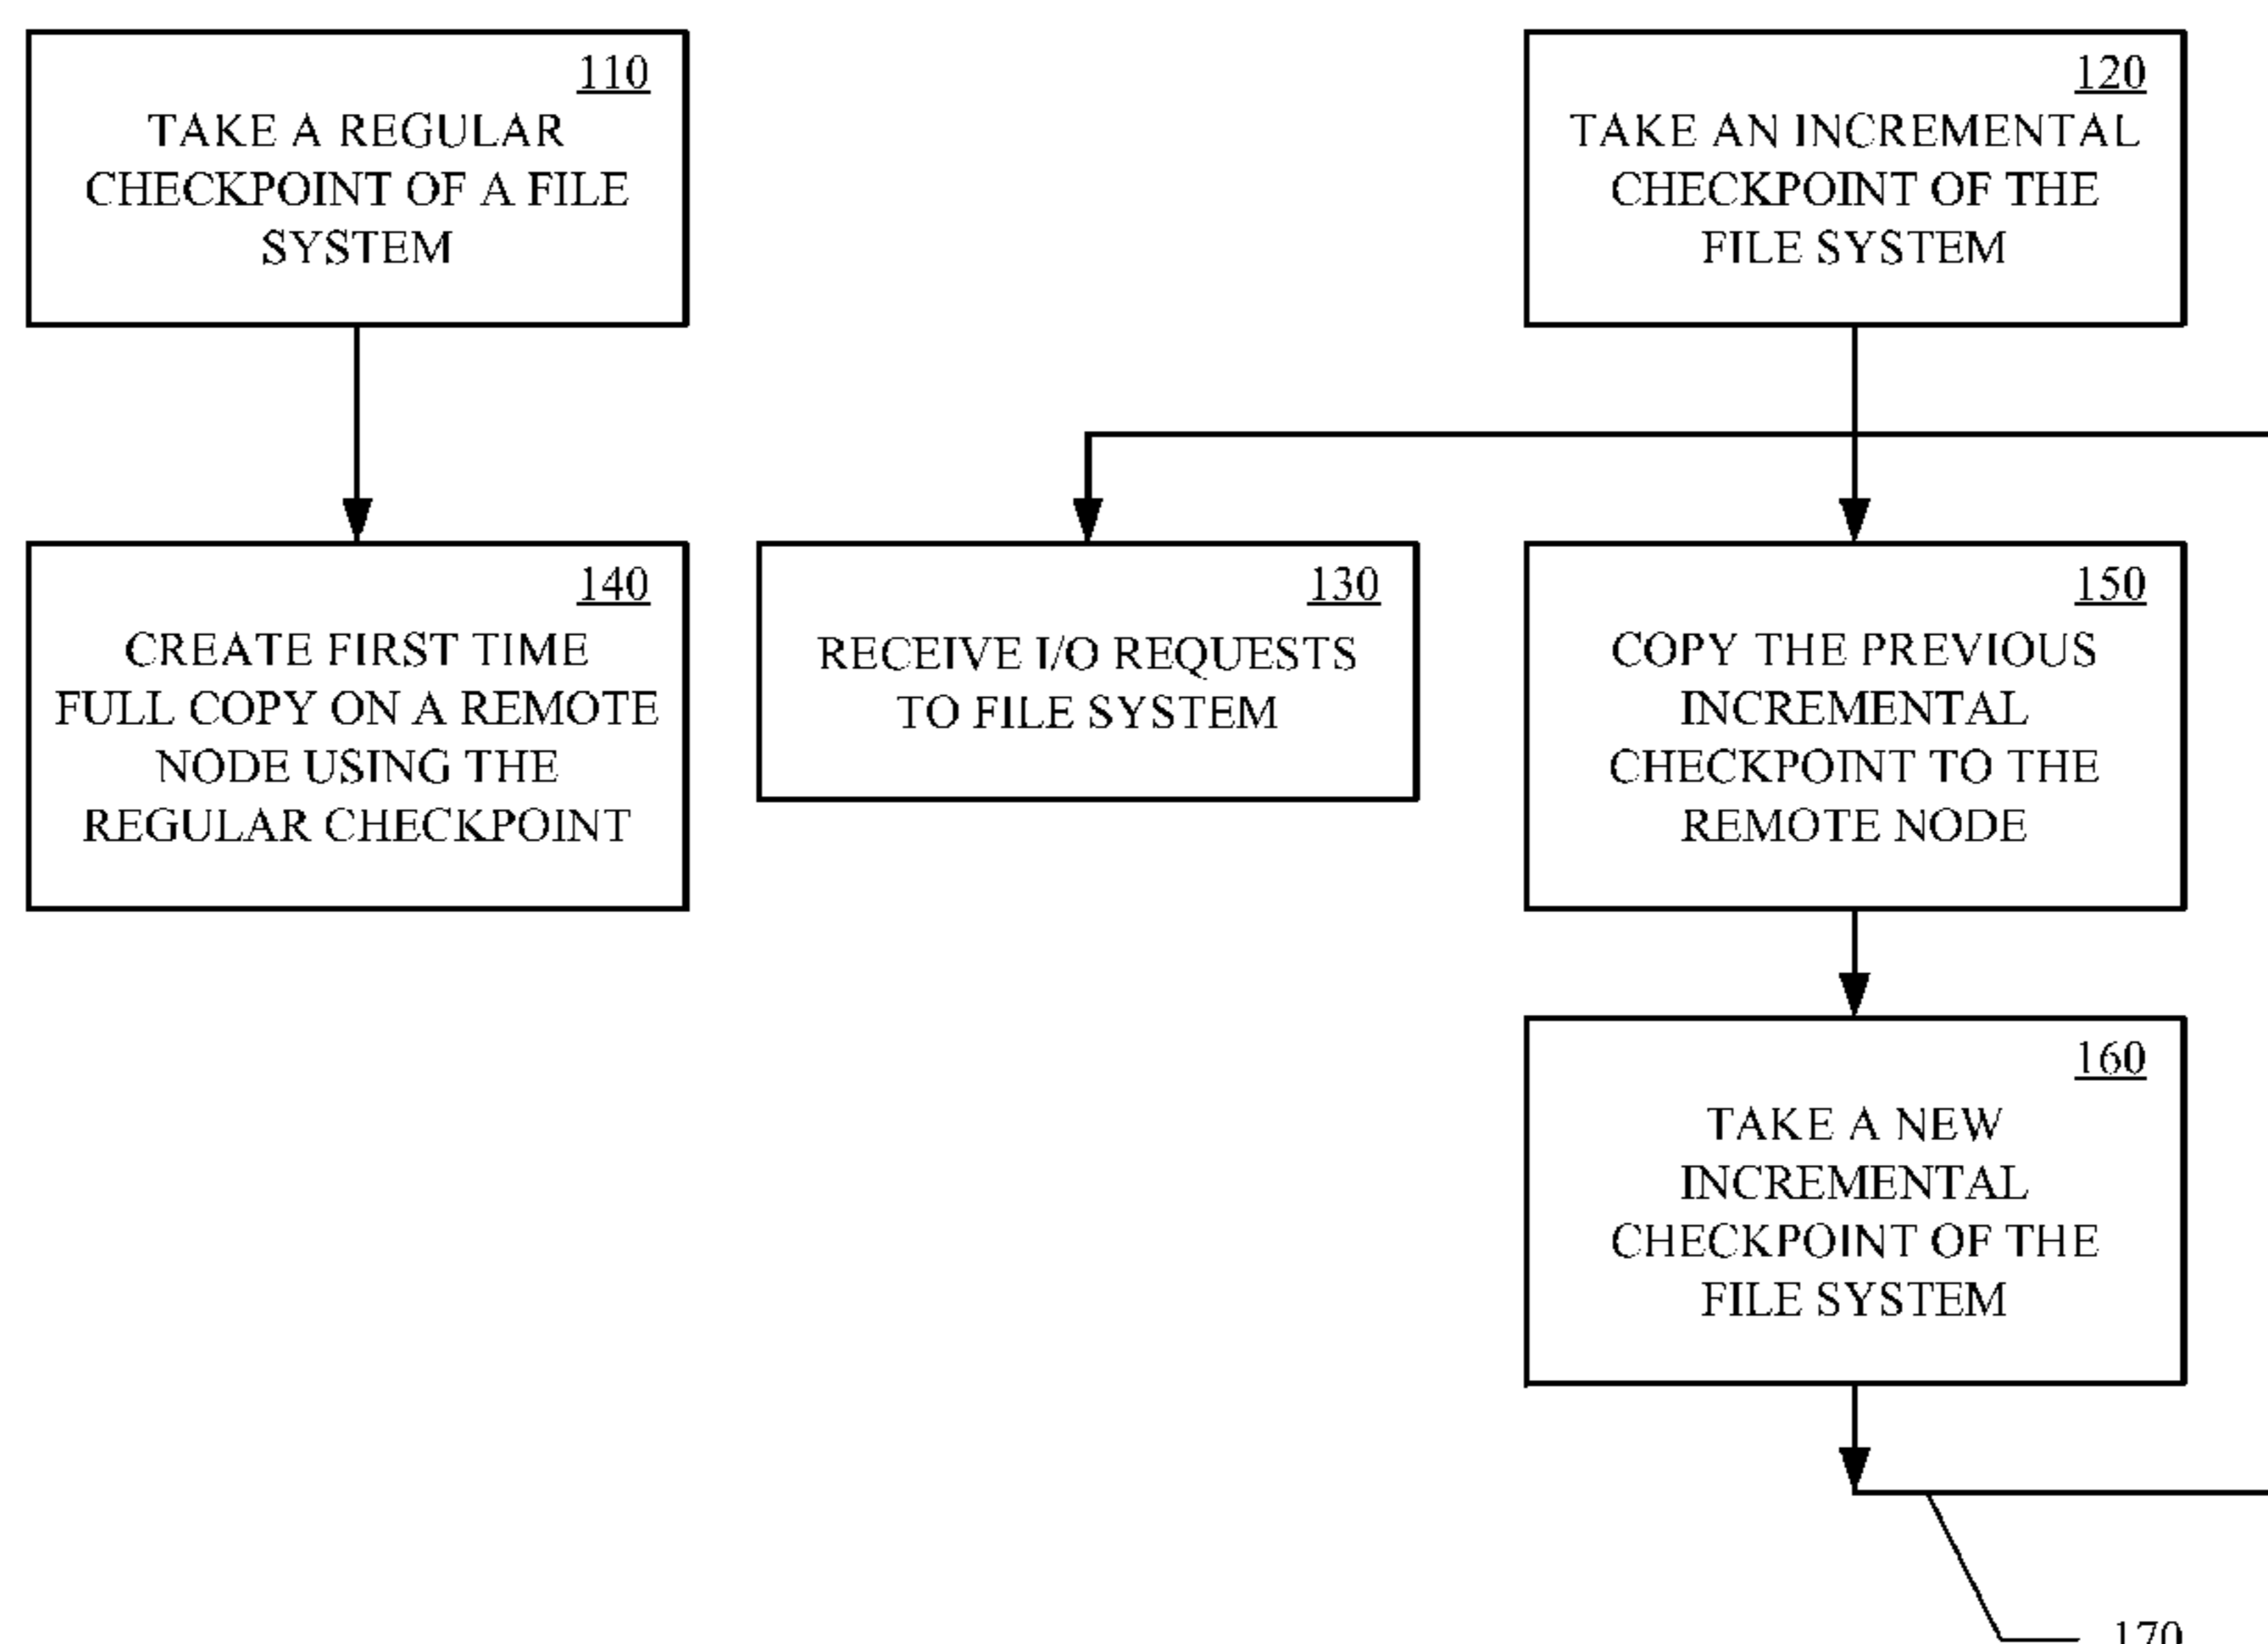 110
TAKE A REGULAR
CHECKPOINT OF A FILE
SYSTEM
120
TAKE AN INCREMENTAL
CHECKPOINT OF THE
FILE SYSTEM
140
CREATE FIRST TIME
FULL COPY ON A REMOTE
NODE USING THE
REGULAR CHECKPOINT
130
RECEIVE I/O REQUESTS
TO FILE SYSTEM
150
COPY THE PREVIOUS
INCREMENTAL
CHECKPOINT TO THE
REMOTE NODE
160
TAKE A NEW
INCREMENTAL
CHECKPOINT OF THE
FILE SYSTEM
170